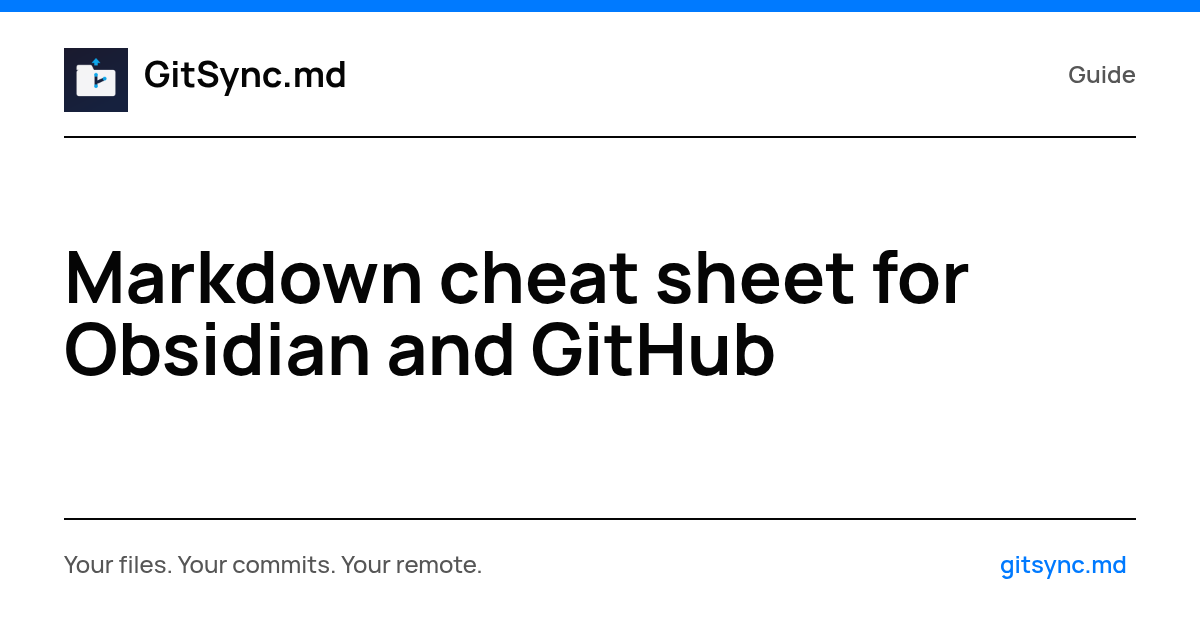 GitSync.md
Guide
Markdown cheat sheet for
Obsidian and GitHub
Your files. Your commits. Your remote.
gitsync.md